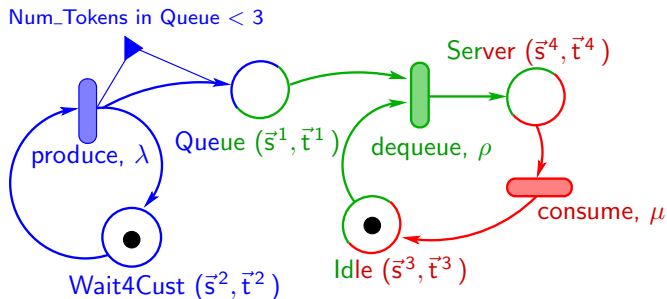 Num_Tokens in Queue < 3
Server (s⃗⁴, t⃗⁴)
Queue (s⃗¹, t⃗¹)
produce, λ
dequeue, ρ
consume, μ
Idle (s⃗³, t⃗³)
Wait4Cust (s⃗², t⃗²)